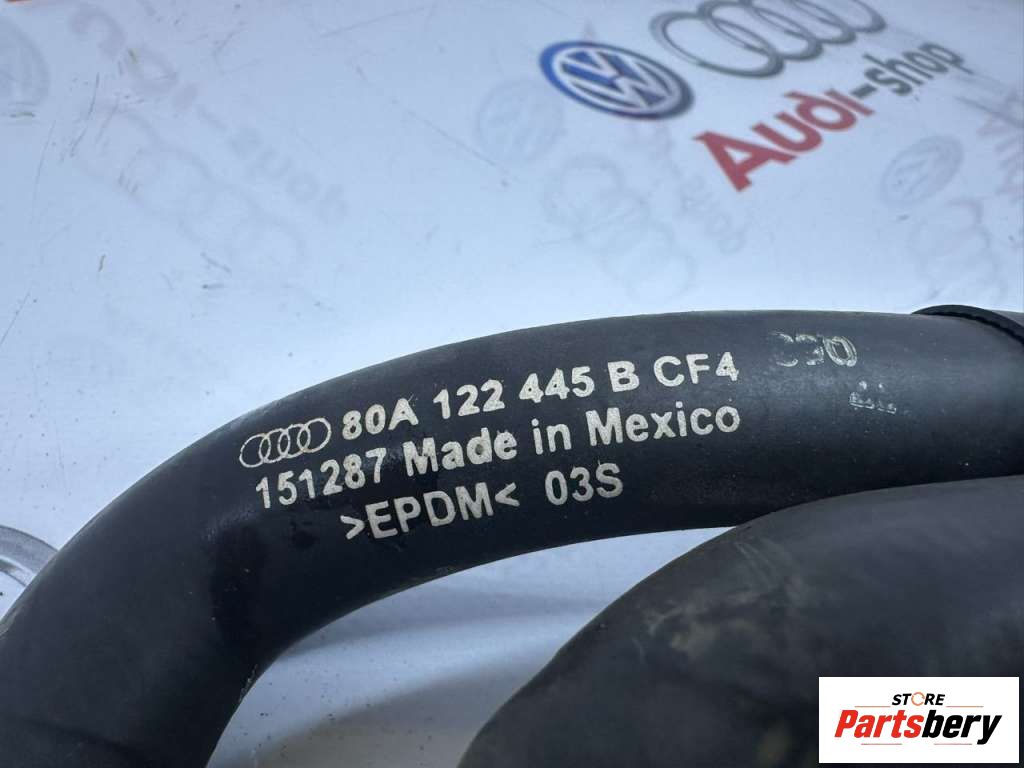 Audi-shop
80A 122 445 B CF4
151287 Made in Mexico
>EPDM< 03S
STORE
Partsbery